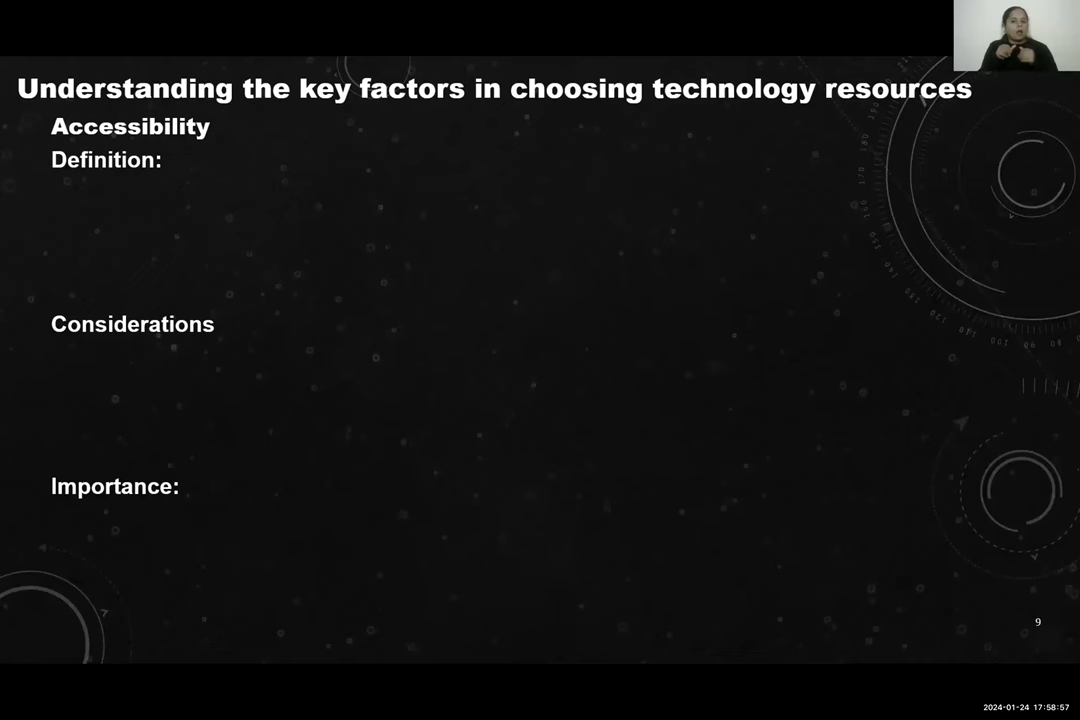 Understanding the key factors in choosing technology resources
Accessibility
Definition:
Considerations
Importance:
9
2024-01-24 17:58:57